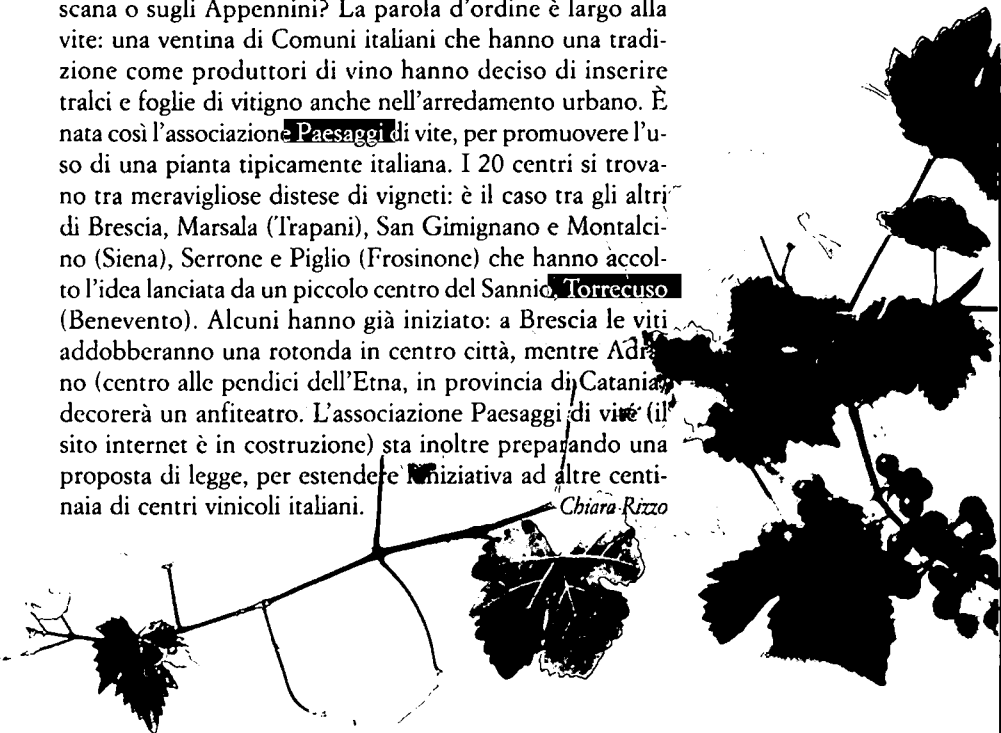 scana o sugli Appennini? La parola d'ordine è largo alla
vite: una ventina di Comuni italiani che hanno una tradi-
zione come produttori di vino hanno deciso di inserire
tralci e foglie di vitigno anche nell'arredamento urbano. È
nata così l'associazione Paesaggi di vite, per promuovere l'u-
so di una pianta tipicamente italiana. I 20 centri si trova-
no tra meravigliose distese di vigneti: è il caso tra gli altri
di Brescia, Marsala (Trapani), San Gimignano e Montalci-
no (Siena), Serrone e Piglio (Frosinone) che hanno accol-
to l'idea lanciata da un piccolo centro del Sannio, Torrecuso
(Benevento). Alcuni hanno già iniziato: a Brescia le viti
addobberanno una rotonda in centro città, mentre Adra-
no (centro alle pendici dell'Etna, in provincia di Catania)
decorerà un anfiteatro. L'associazione Paesaggi di vite (il
sito internet è in costruzione) sta inoltre preparando una
proposta di legge, per estendere l'iniziativa ad altre centi-
naia di centri vinicoli italiani.
Chiara Rizzo